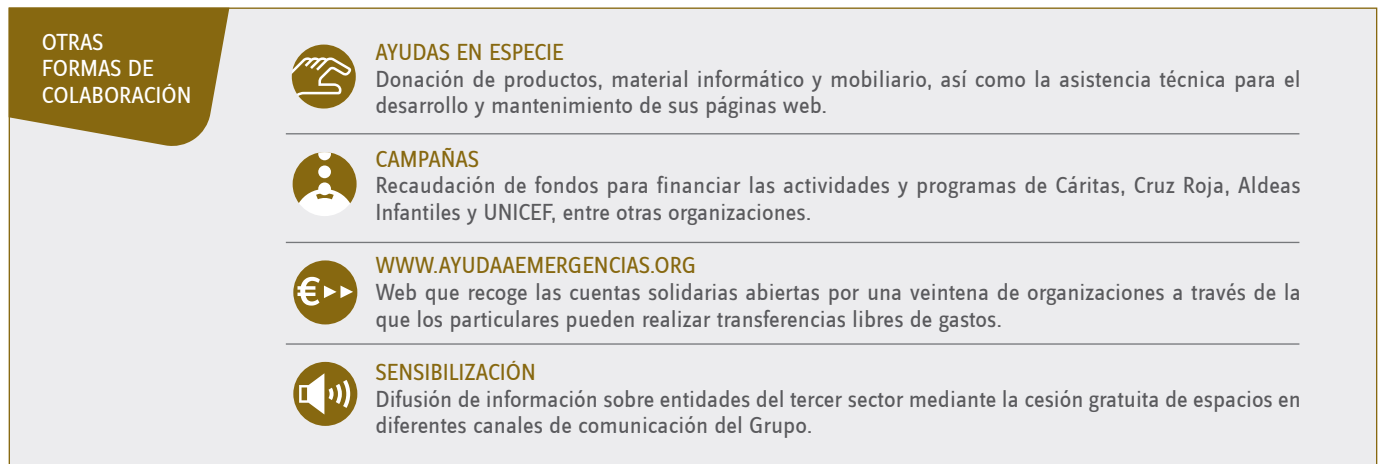 OTRAS
FORMAS DE
COLABORACIÓN
AYUDAS EN ESPECIE
Donación de productos, material informático y mobiliario, así como la asistencia técnica para el
desarrollo y mantenimiento de sus páginas web.
CAMPAÑAS
Recaudación de fondos para financiar las actividades y programas de Cáritas, Cruz Roja, Aldeas
Infantiles y UNICEF, entre otras organizaciones.
€
WWW.AYUDAAEMERGENCIAS.ORG
Web que recoge las cuentas solidarias abiertas por una veintena de organizaciones a través de la
que los particulares pueden realizar transferencias libres de gastos.
SENSIBILIZACIÓN
Difusión de información sobre entidades del tercer sector mediante la cesión gratuita de espacios en
diferentes canales de comunicación del Grupo.